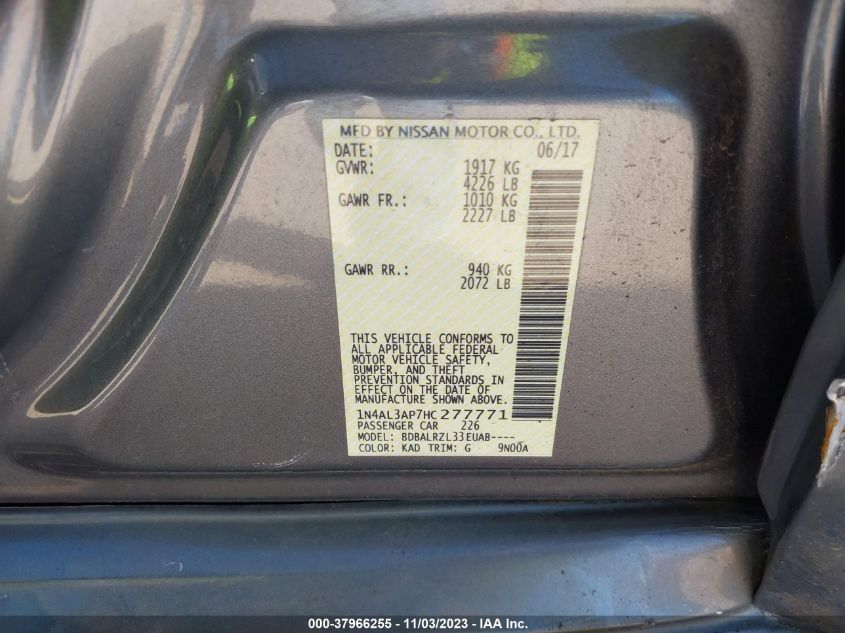 MFD BY NISSAN MOTOR CO., LTD.
DATE: 06/17
GVWR: 1917 KG
4226 LB
GAWR FR.: 1010 KG
2227 LB
GAWR RR.: 940 KG
2072 LB
THIS VEHICLE CONFORMS TO
ALL APPLICABLE FEDERAL
MOTOR VEHICLE SAFETY,
BUMPER, AND THEFT
PREVENTION STANDARDS IN
EFFECT ON THE DATE OF
MANUFACTURE SHOWN ABOVE.
1N4AL3AP7HC277771
PASSENGER CAR 226
MODEL: BDBALRZL33EUAB----
COLOR: KAD TRIM: G 9N00A
000-37966255 - 11/03/2023 - IAA Inc.